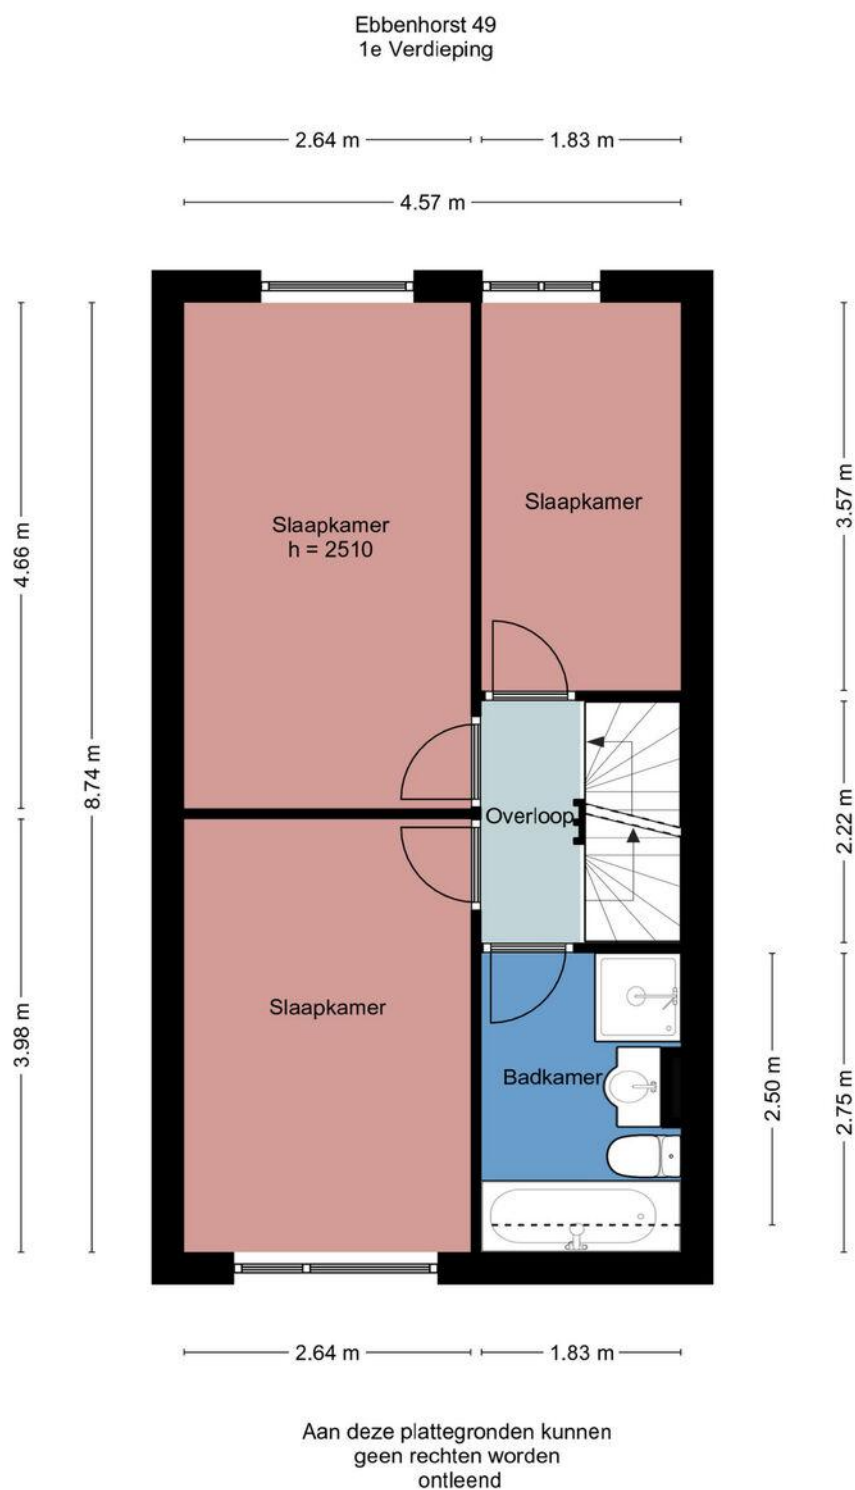 Ebbenhorst 49
1e Verdieping
2.64 m
1.83 m
4.57 m
4.66 m
8.74 m
3.98 m
Slaapkamer
h = 2510
Slaapkamer
3.57 m
Overloop
2.22 m
Slaapkamer
Badkamer
2.50 m
2.75 m
2.64 m
1.83 m
Aan deze plattegronden kunnen
geen rechten worden
ontleend